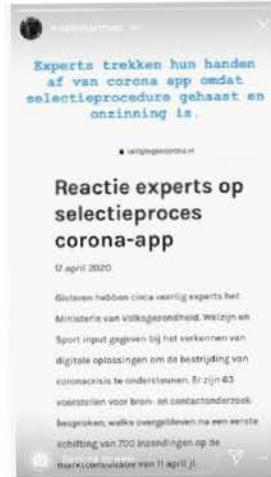 Experts trekken hun handen
af van corona app omdat
selectieprocedure gehaast en
onzinning is.
veiligtegencorona.nl
Reactie experts op
selectieproces
corona-app
17 april 2020
Gisteren hebben circa veertig experts het
Ministerie van Volksgezondheid, Welzijn en
Sport input gegeven bij het verkennen van
digitale oplossingen om de bestrijding van
coronacrisis te ondersteunen. Er zijn 63
voorstellen voor bron- en contactonderzoek
besproken, welke overgebleven na een eerste
schifting van 700 inzendingen op de
marktconsultatie van 11 april jl.